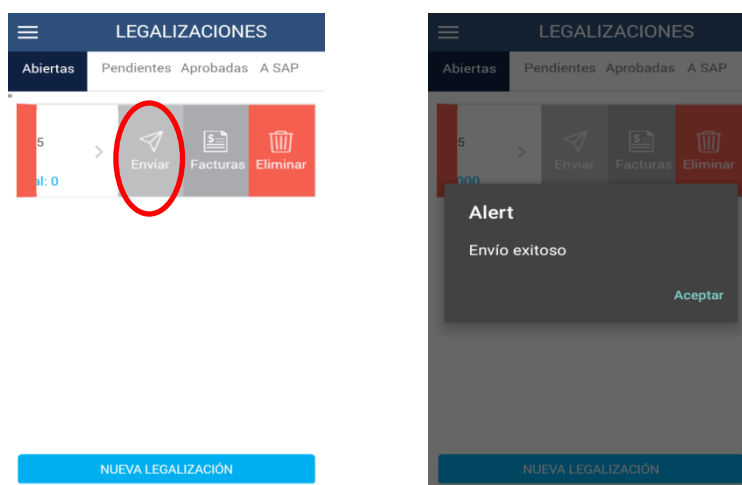 LEGALIZACIONES
Abiertas Pendientes Aprobadas A SAP
5
al: 0
Enviar Facturas Eliminar
NUEVA LEGALIZACIÓN
LEGALIZACIONES
Abiertas Pendientes Aprobadas A SAP
5
000
Enviar Facturas Eliminar
Alert
Envío exitoso
Aceptar
NUEVA LEGALIZACIÓN